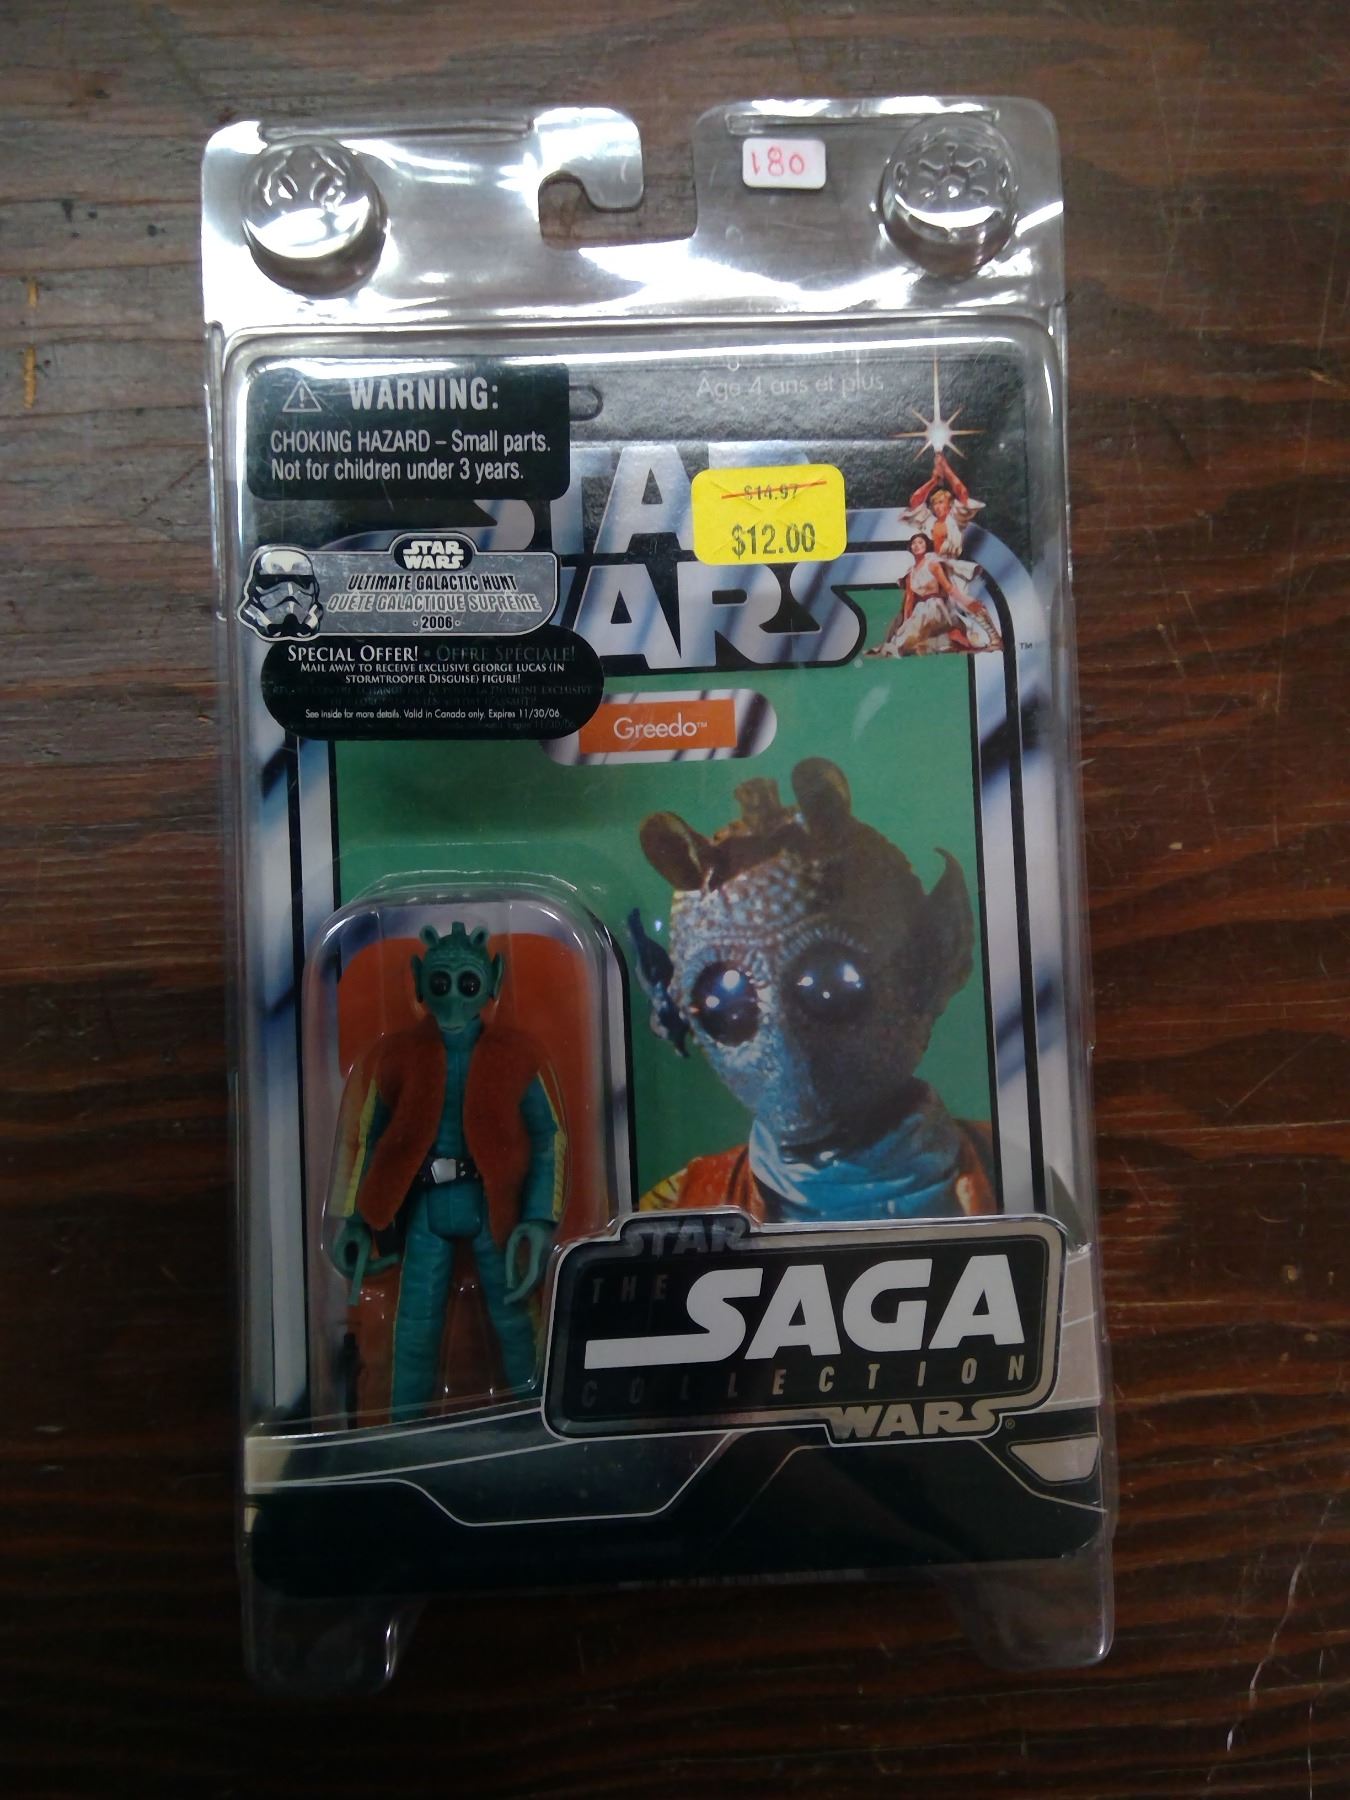 180
Âge 4 ans et plus
WARNING:
CHOKING HAZARD – Small parts.
Not for children under 3 years.
STAR
WARS
™
$14.97
$12.00
STAR
WARS
ULTIMATE GALACTIC HUNT
QUÊTE GALACTIQUE SUPRÊME
· 2006 ·
SPECIAL OFFER! • OFFRE SPÉCIALE!
MAIL AWAY TO RECEIVE EXCLUSIVE GEORGE LUCAS (IN
STORMTROOPER DISGUISE) FIGURE!
See inside for more details. Valid in Canada only. Expires 11/30/06.
Greedo™
STAR
THE
SAGA
COLLECTION
WARS®